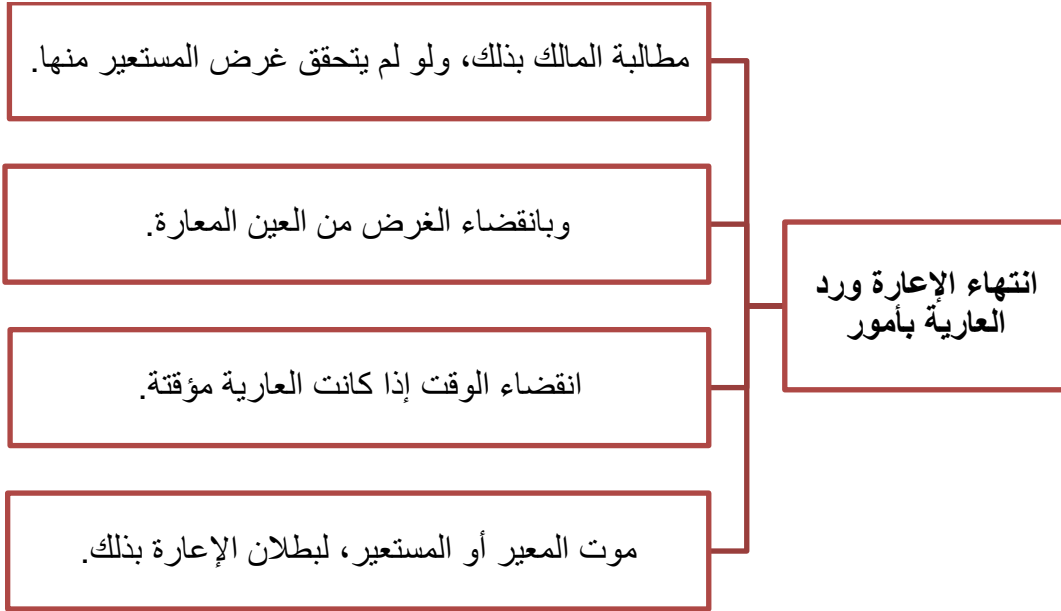 انتهاء الإعارة ورد
العارية بأمور
مطالبة المالك بذلك، ولو لم يتحقق غرض المستعير منها.
وبانقضاء الغرض من العين المعارة.
انقضاء الوقت إذا كانت العارية مؤقتة.
موت المعير أو المستعير، لبطلان الإعارة بذلك.